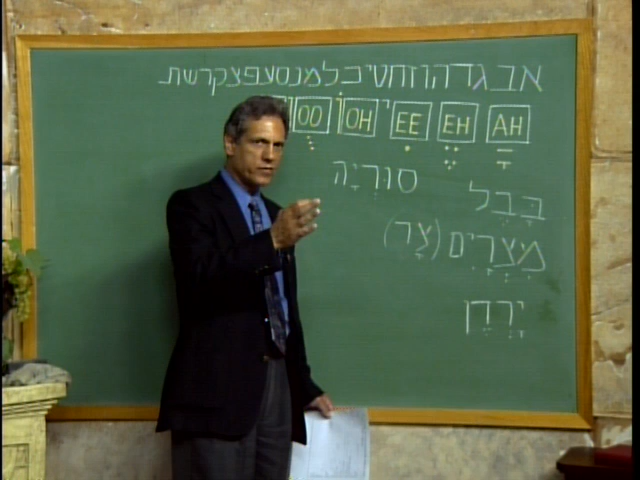 אבגדהוזחטיכלמנסעפצקרשת
OO OH EE EH AH
סוּרִיָה
בָּבֶל
מִצְרַיִם (צָר)
יַרְדֵן